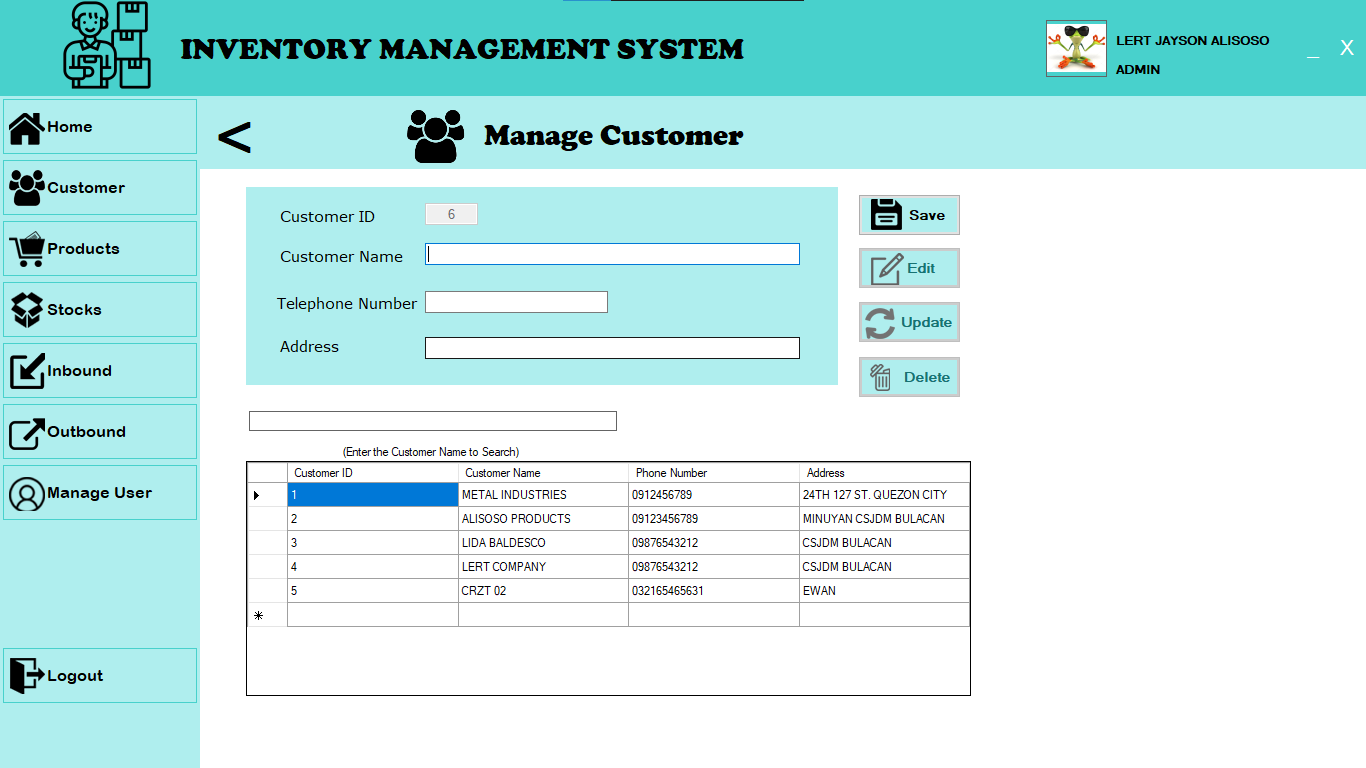 INVENTORY MANAGEMENT SYSTEM
LERT JAYSON ALISOSO
ADMIN
_ X
Home
Customer
Products
Stocks
Inbound
Outbound
Manage User
Logout
< Manage Customer
Customer ID 6
Customer Name
Telephone Number
Address
Save
Edit
Update
Delete
(Enter the Customer Name to Search)
Customer ID Customer Name Phone Number Address
1 METAL INDUSTRIES 0912456789 24TH 127 ST. QUEZON CITY
2 ALISOSO PRODUCTS 09123456789 MINUYAN CSJDM BULACAN
3 LIDA BALDESCO 09876543212 CSJDM BULACAN
4 LERT COMPANY 09876543212 CSJDM BULACAN
5 CRZT 02 032165465631 EWAN